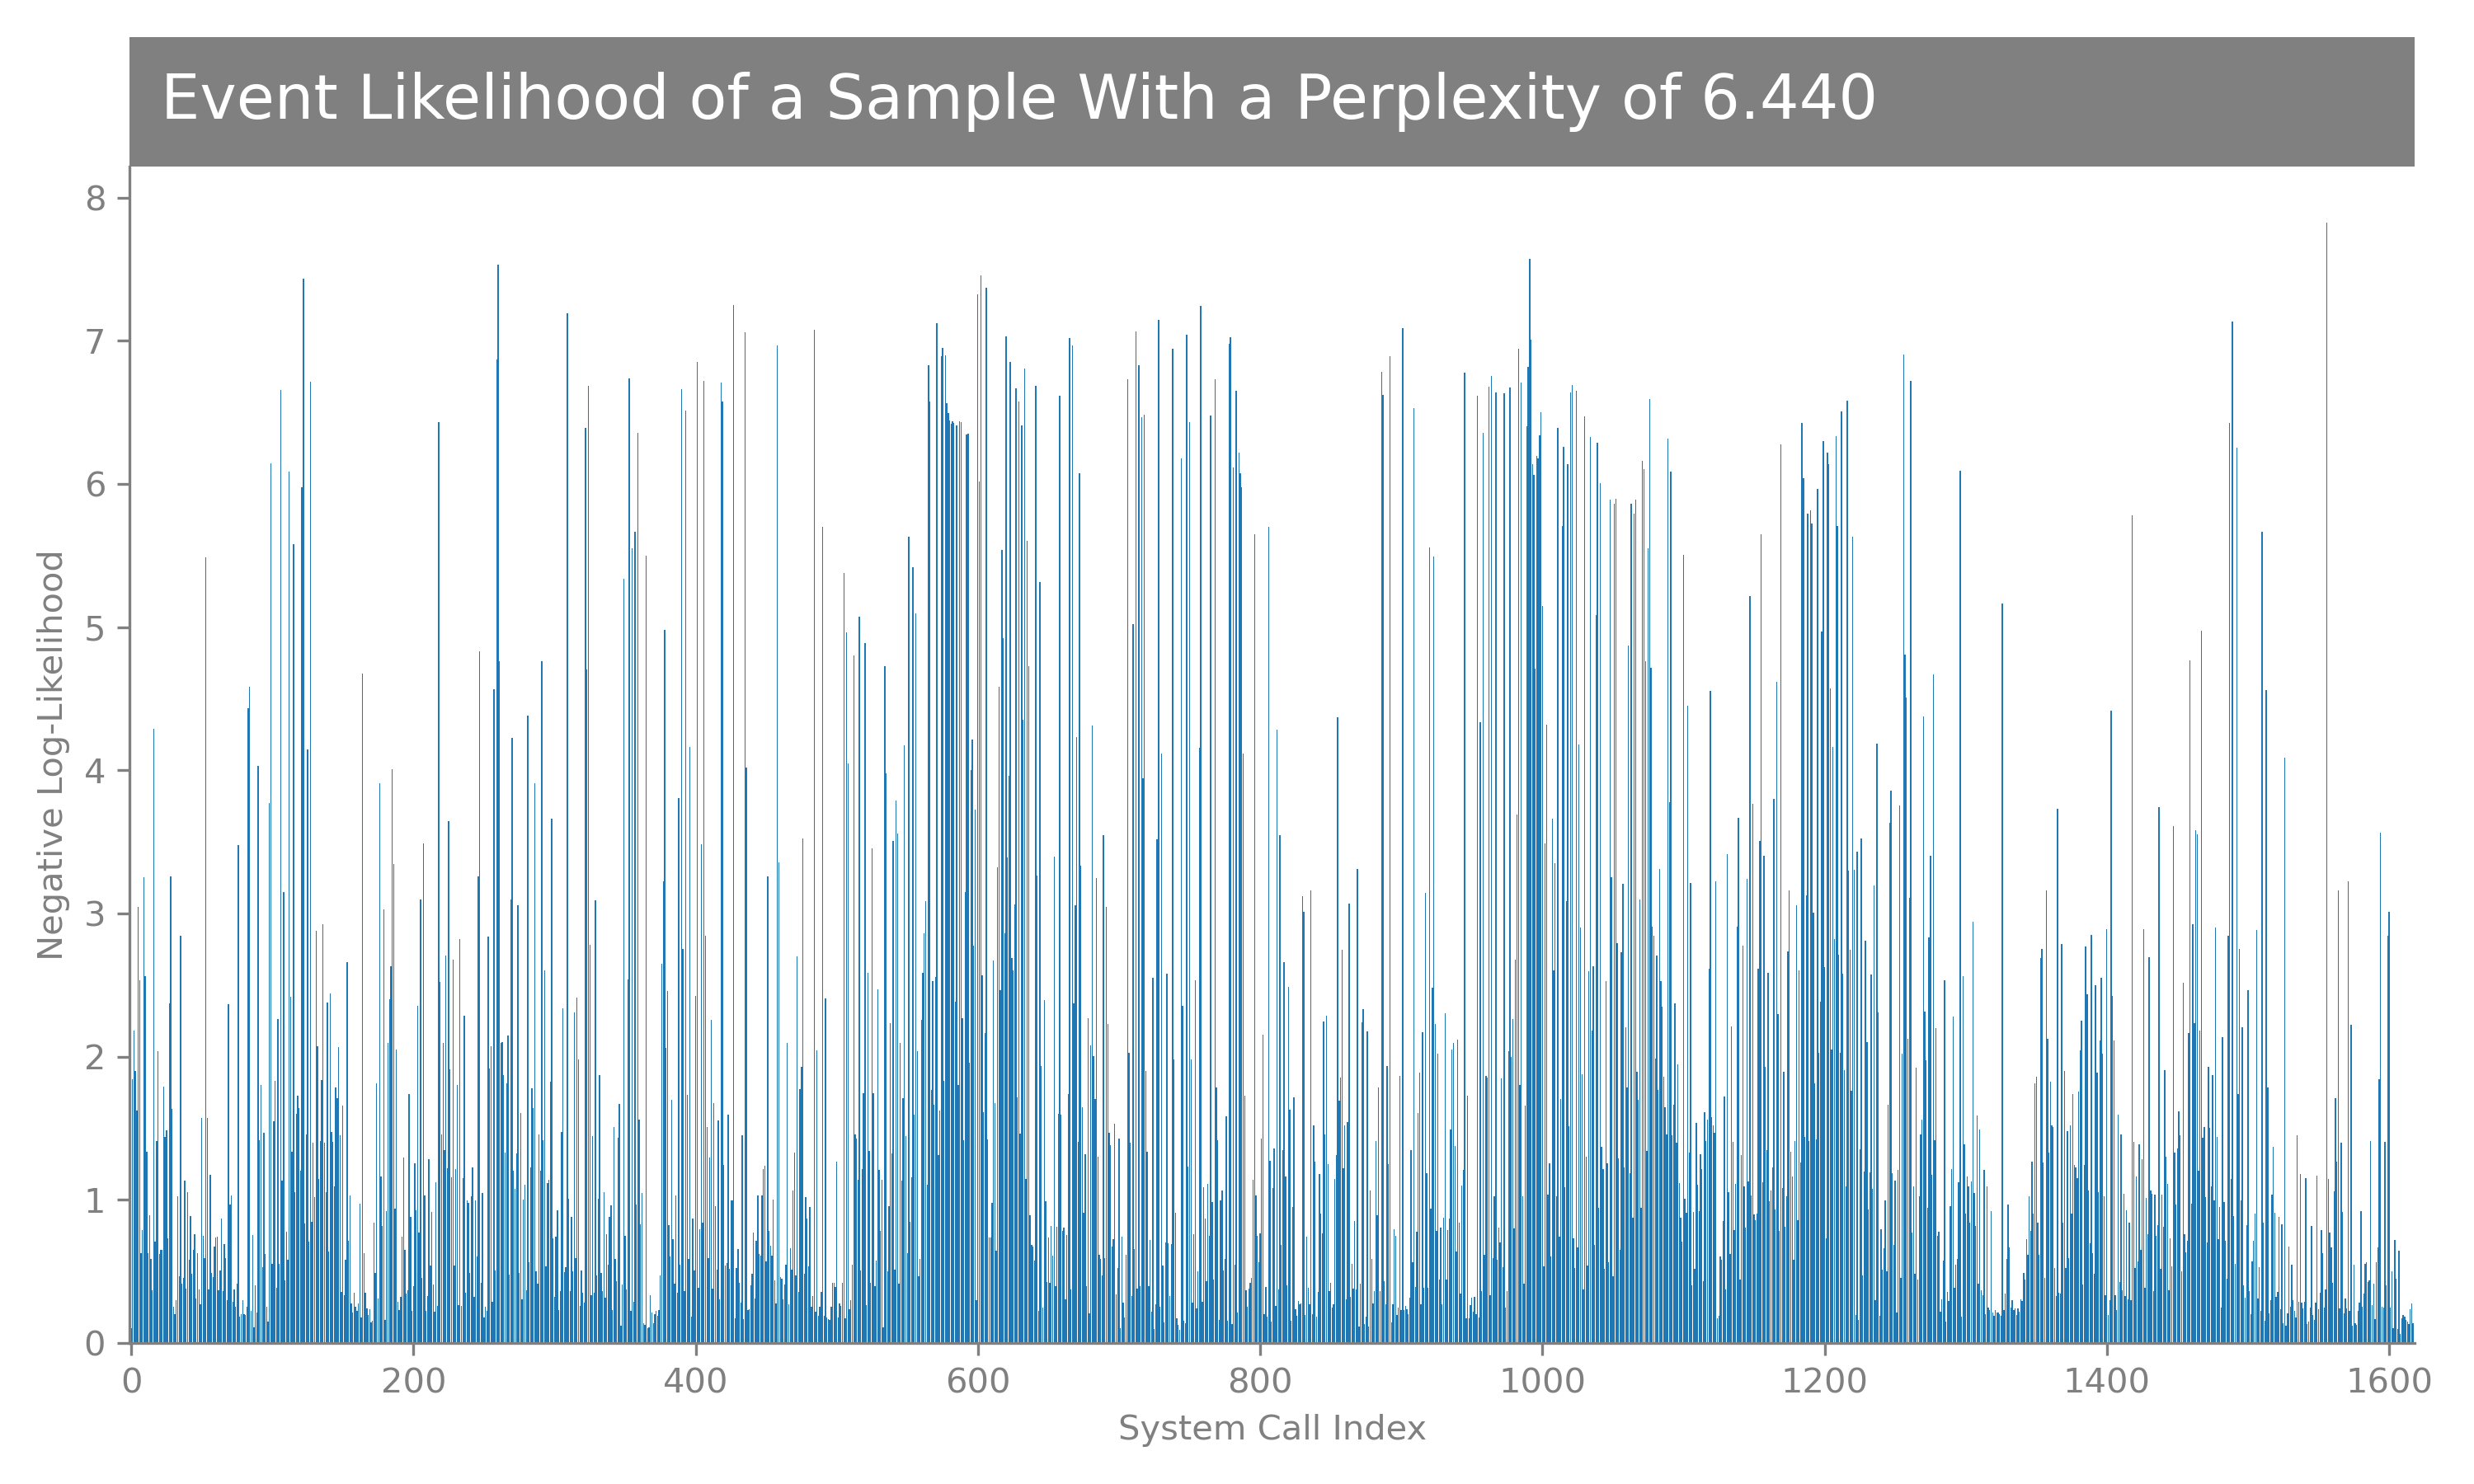 Event Likelihood of a Sample With a Perplexity of 6.440
8
7
6
5
4
3
2
1
0
Negative Log-Likelihood
0 200 400 600 800 1000 1200 1400 1600
System Call Index